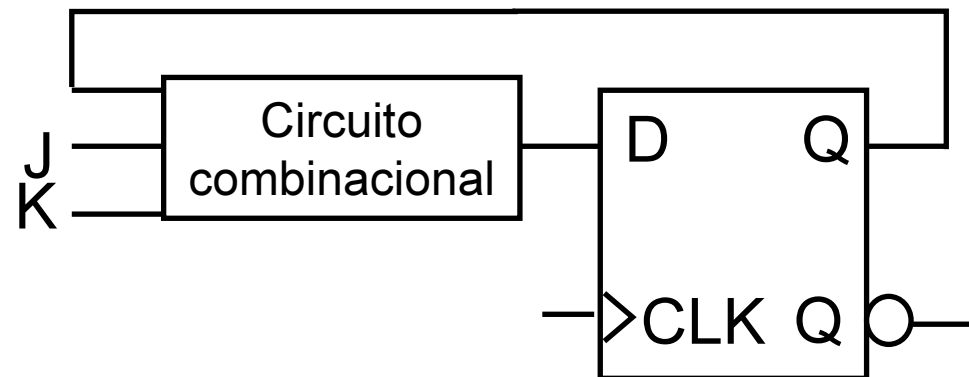 Circuito
combinacional
J
K
D Q
CLK Q